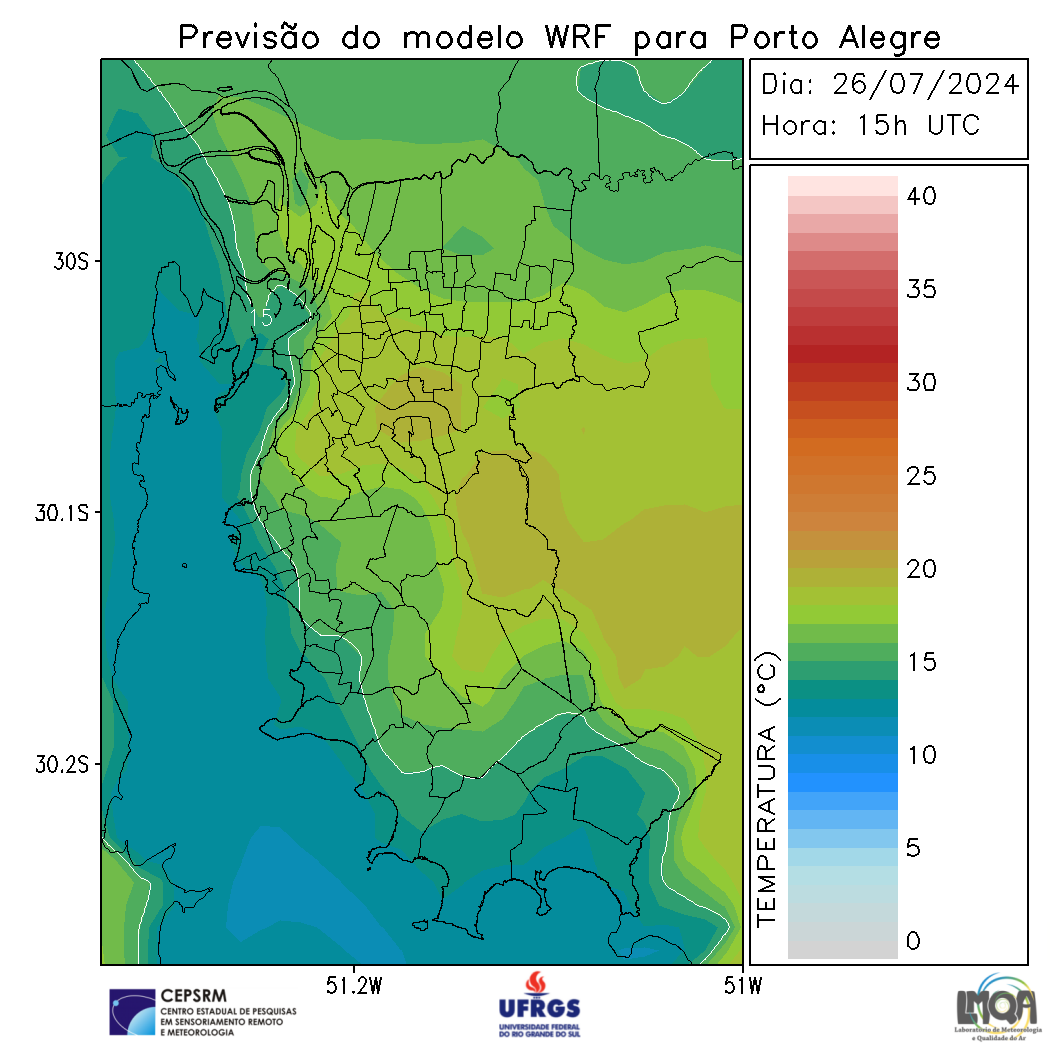 Previsão do modelo WRF para Porto Alegre
Dia: 26/07/2024
Hora: 15h UTC
40
35
30
25
20
15
10
5
0
TEMPERATURA (°C)
30S
30.1S
30.2S
15
51.2W
51W
CEPSRM
CENTRO ESTADUAL DE PESQUISAS
EM SENSORIAMENTO REMOTO
E METEOROLOGIA
UFRGS
UNIVERSIDADE FEDERAL
DO RIO GRANDE DO SUL
LMQA
Laboratório de Meteorologia
e Qualidade do Ar